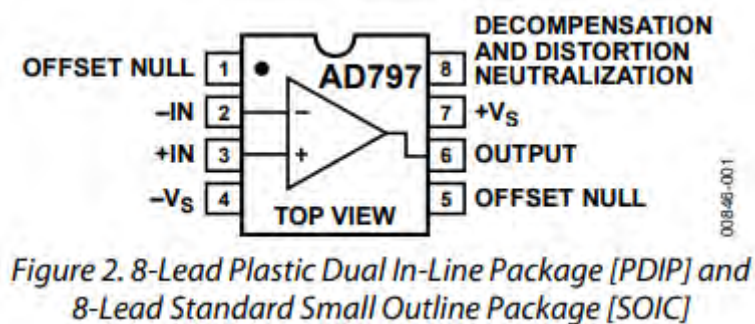 DECOMPENSATION
AND DISTORTION
NEUTRALIZATION
OFFSET NULL 1 AD797 8
–IN 2 – 7 +VS
+IN 3 + 6 OUTPUT
–VS 4 TOP VIEW 5 OFFSET NULL
00846-001
Figure 2. 8-Lead Plastic Dual In-Line Package [PDIP] and
8-Lead Standard Small Outline Package [SOIC]